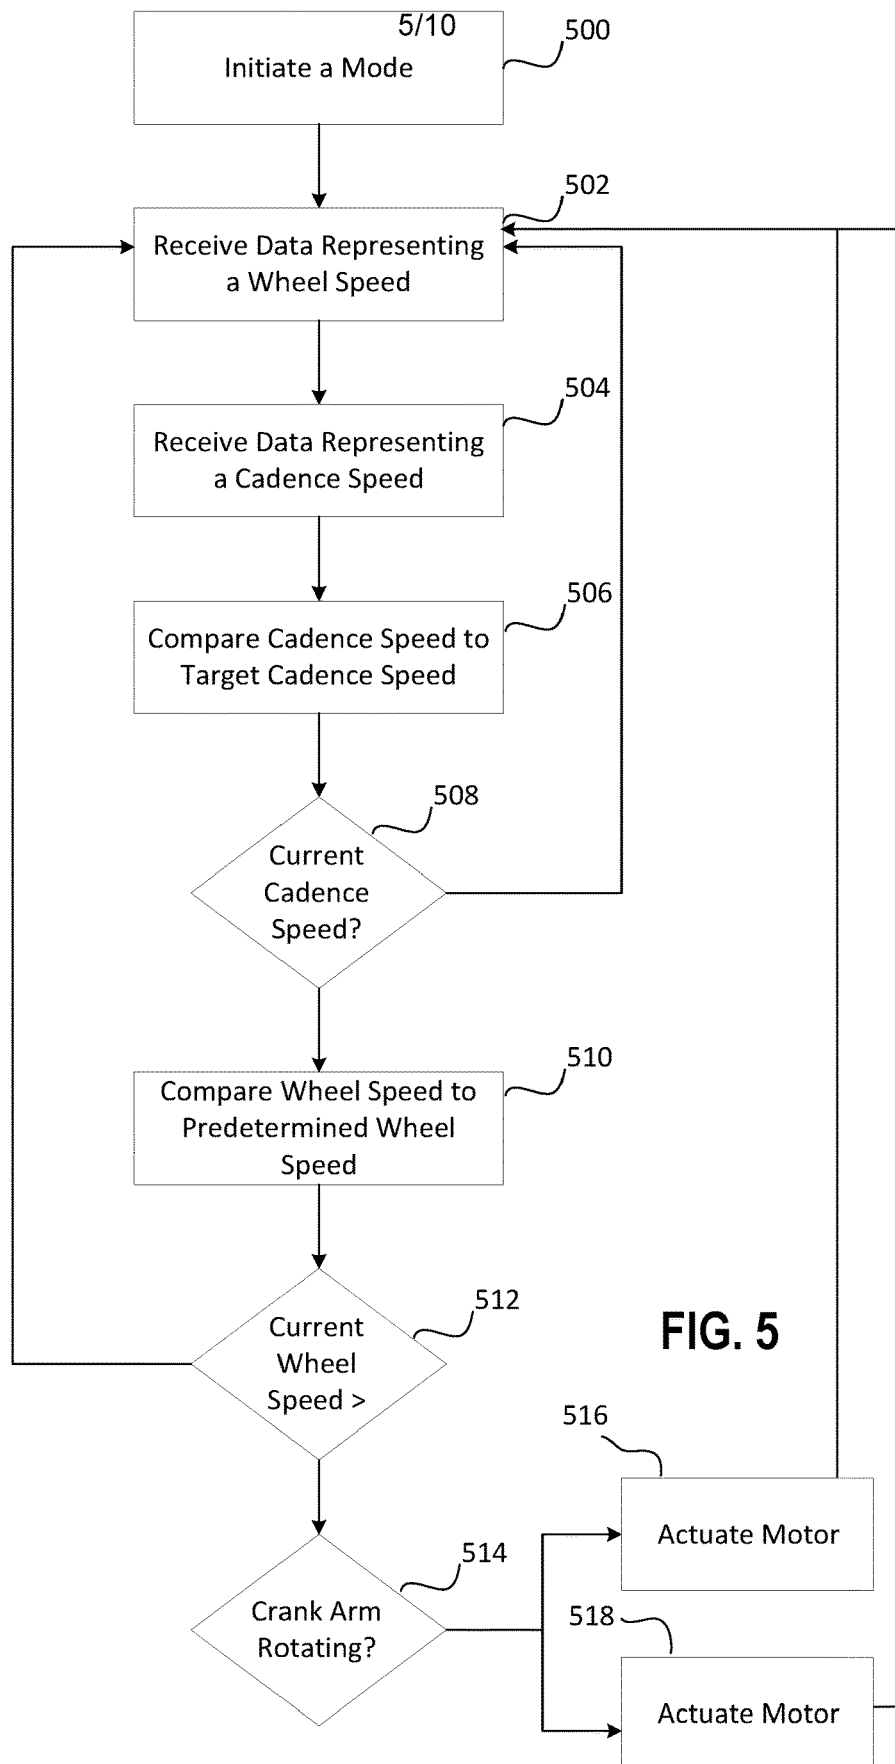 5/10
Initiate a Mode
500
502
Receive Data Representing
a Wheel Speed
504
Receive Data Representing
a Cadence Speed
506
Compare Cadence Speed to
Target Cadence Speed
508
Current
Cadence
Speed?
510
Compare Wheel Speed to
Predetermined Wheel
Speed
512
Current
Wheel
Speed >
FIG. 5
516
Actuate Motor
514
Crank Arm
Rotating?
518
Actuate Motor